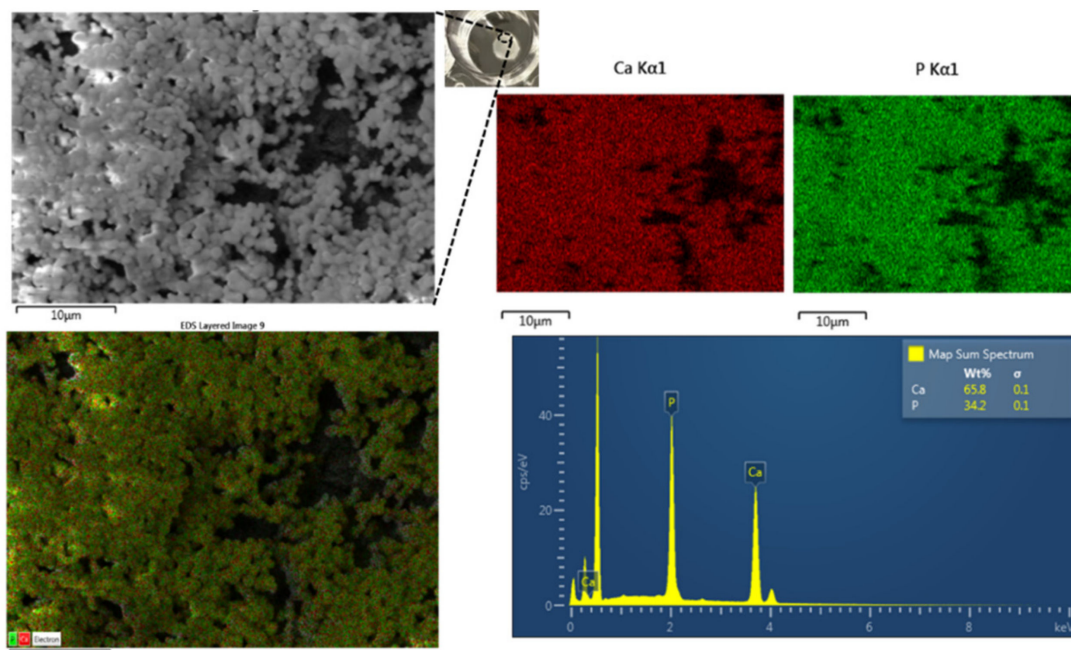 Ca Kα1
P Kα1
10µm
10µm
10µm
EDS Layered Image 9
Map Sum Spectrum
Wt% σ
Ca 65.8 0.1
P 34.2 0.1
40
20
0
cps/eV
P
Ca
Ca
0 2 4 6 8 keV
Ca Electron